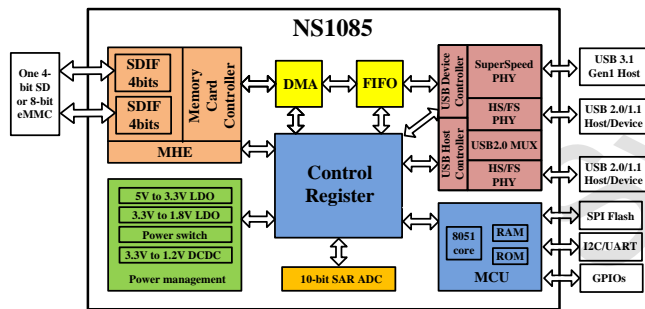 NS1085
One 4-
bit SD
or 8-bit
eMMC
SDIF
4bits
SDIF
4bits
Memory
Card
Controller
MHE
DMA
FIFO
USB Device
Controller
USB Host
Controller
SuperSpeed
PHY
HS/FS
PHY
USB2.0 MUX
HS/FS
PHY
USB 3.1
Gen1 Host
USB 2.0/1.1
Host/Device
USB 2.0/1.1
Host/Device
Control
Register
5V to 3.3V LDO
3.3V to 1.8V LDO
Power switch
3.3V to 1.2V DCDC
Power management
10-bit SAR ADC
8051
core
RAM
ROM
MCU
SPI Flash
I2C/UART
GPIOs